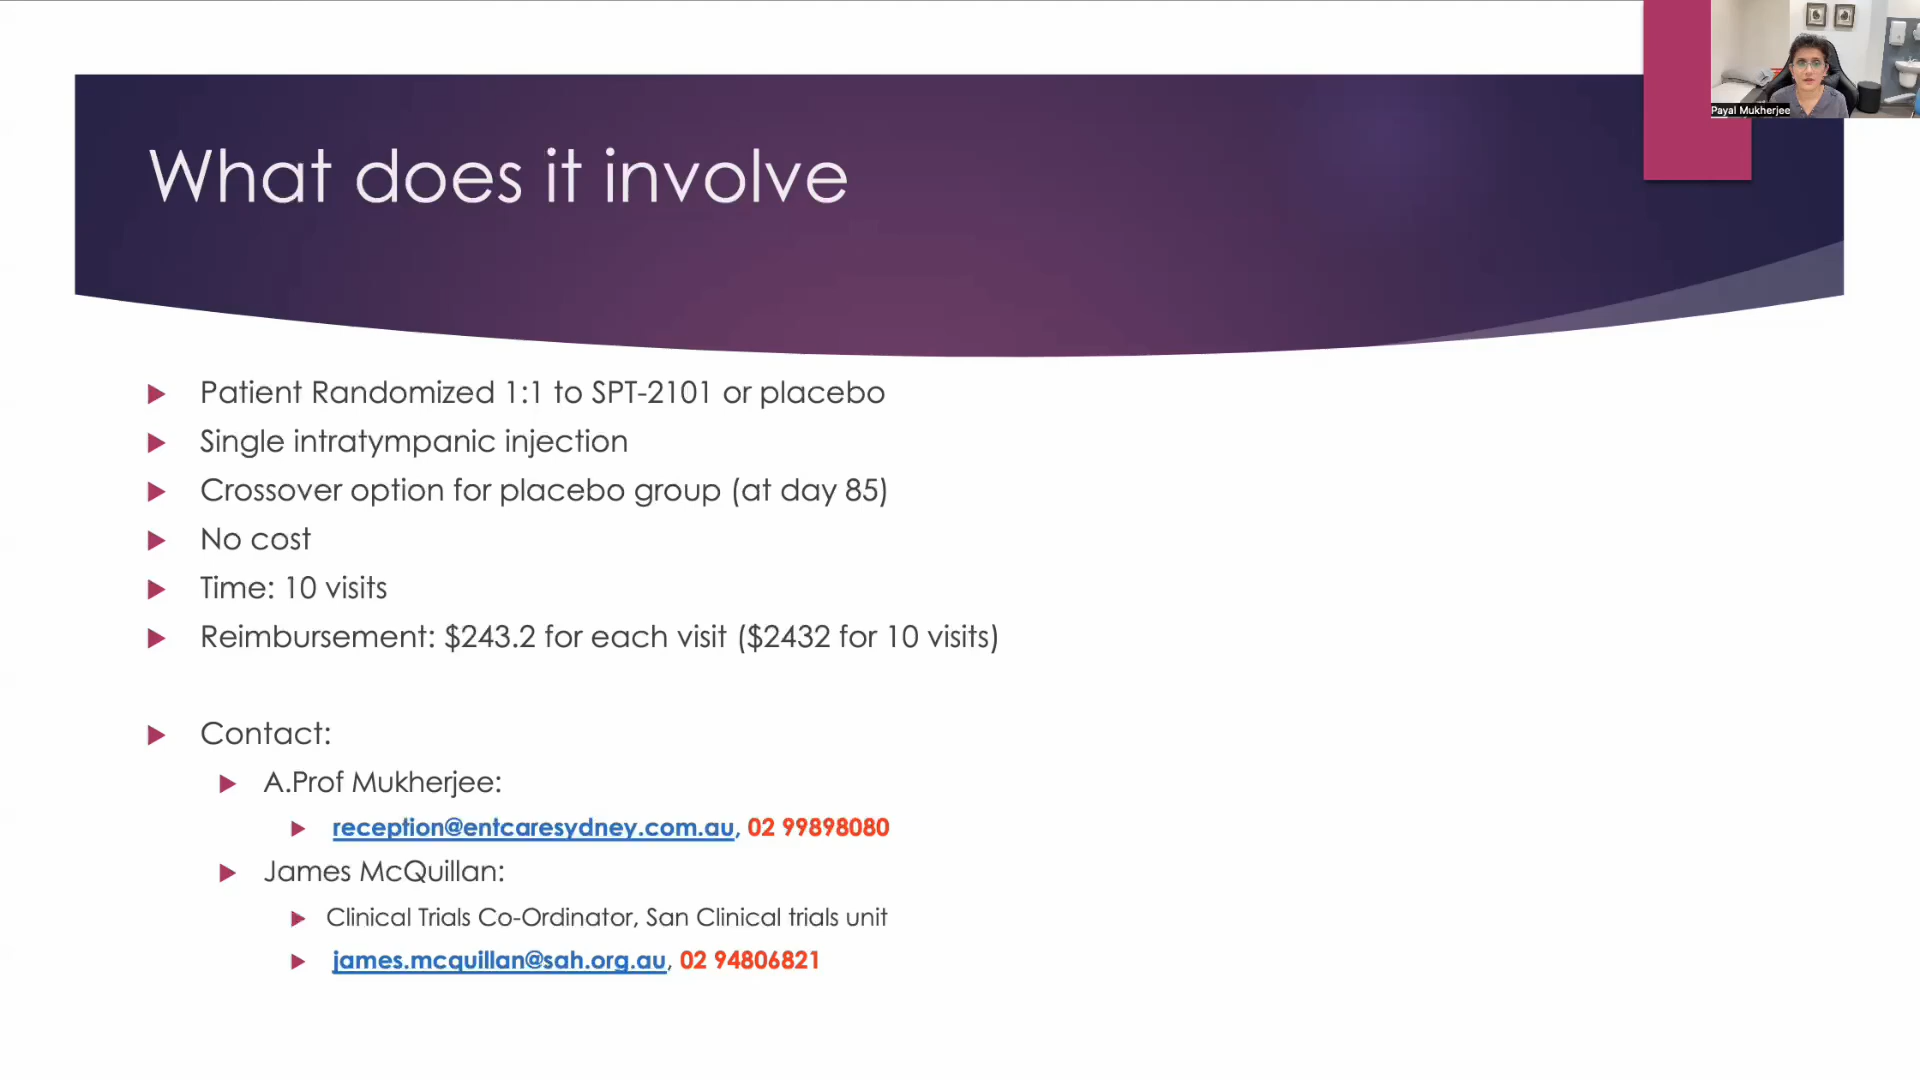 Payal Mukherjee
What does it involve
Patient Randomized 1:1 to SPT-2101 or placebo
Single intratympanic injection
Crossover option for placebo group (at day 85)
No cost
Time: 10 visits
Reimbursement: $243.2 for each visit ($2432 for 10 visits)
Contact:
A.Prof Mukherjee:
reception@entcaresydney.com.au, 02 99898080
James McQuillan:
Clinical Trials Co-Ordinator, San Clinical trials unit
james.mcquillan@sah.org.au, 02 94806821